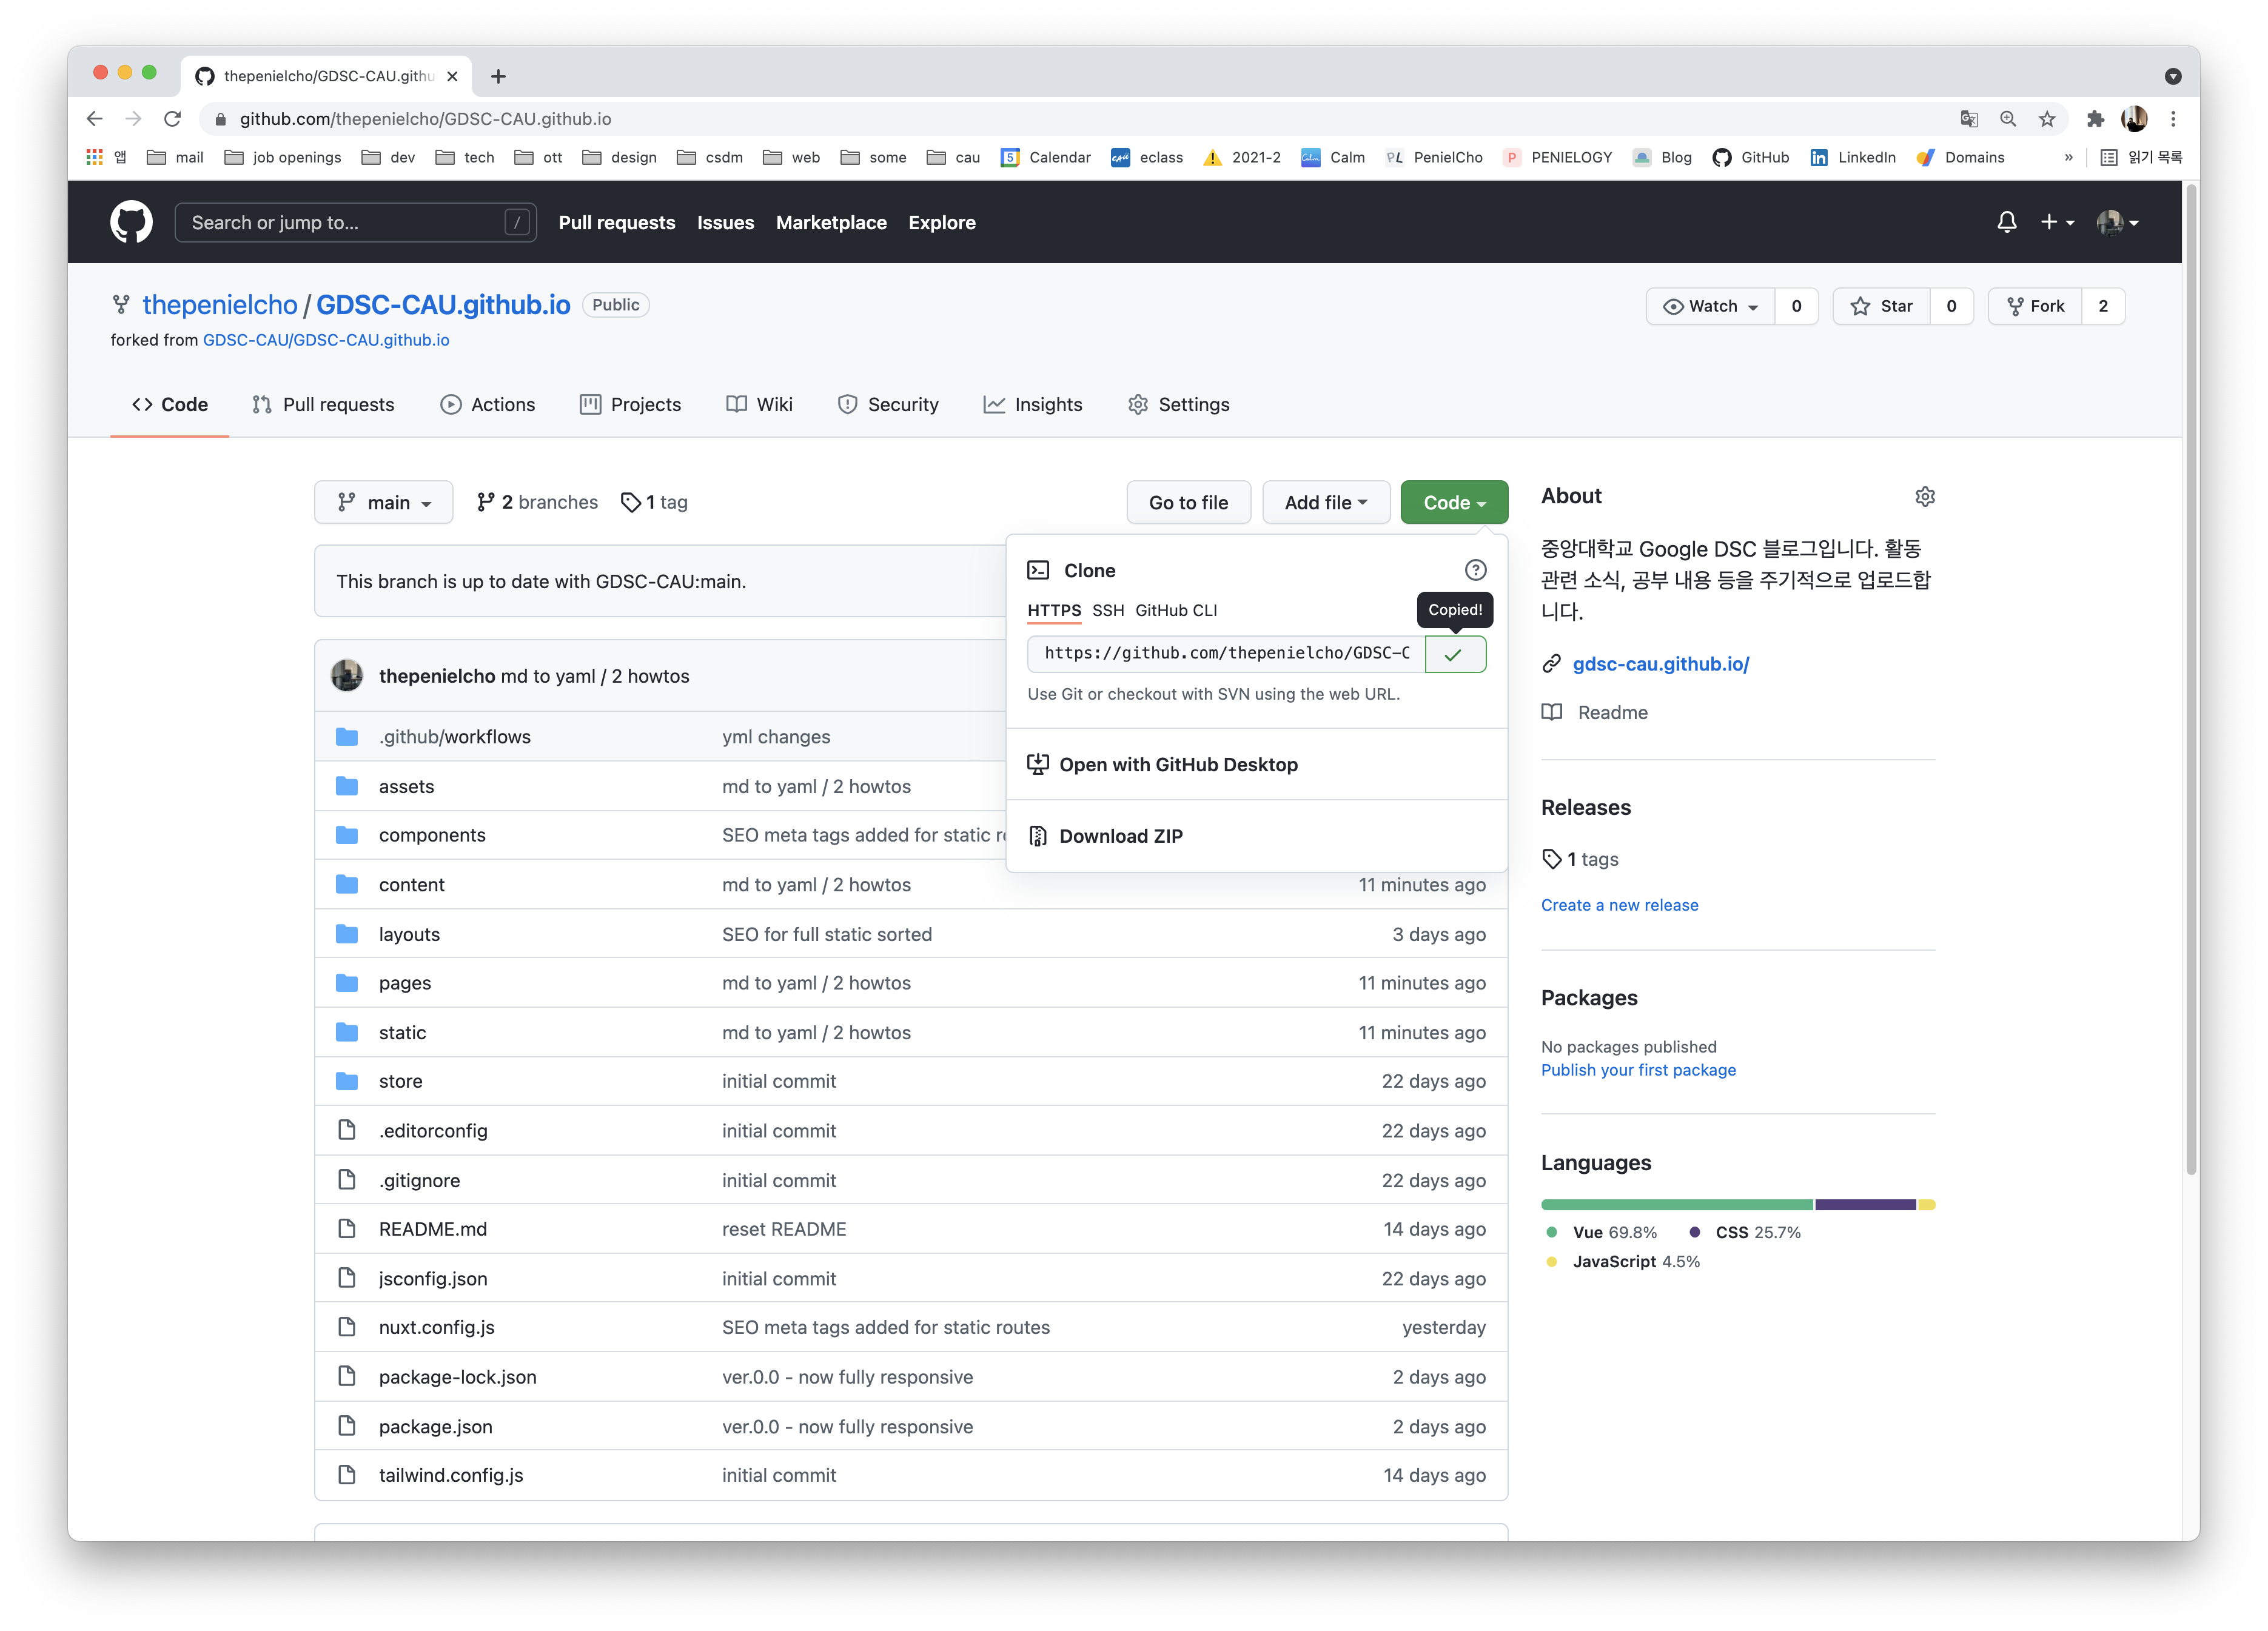 thepenielcho/GDSC-CAU.githu
github.com/thepenielcho/GDSC-CAU.github.io
앱 mail job openings dev tech ott design csdm web some cau 5 Calendar eclass 2021-2 Calm PL PenielCho P PENIELOGY Blog GitHub in LinkedIn Domains » 읽기 목록
Search or jump to... / Pull requests Issues Marketplace Explore
thepenielcho / GDSC-CAU.github.io Public Watch 0 Star 0 Fork 2
forked from GDSC-CAU/GDSC-CAU.github.io
Code Pull requests Actions Projects Wiki Security Insights Settings
main 2 branches 1 tag Go to file Add file Code
This branch is up to date with GDSC-CAU:main.
thepenielcho md to yaml / 2 howtos
.github/workflows yml changes
assets md to yaml / 2 howtos
components SEO meta tags added for static r
content md to yaml / 2 howtos 11 minutes ago
layouts SEO for full static sorted 3 days ago
pages md to yaml / 2 howtos 11 minutes ago
static md to yaml / 2 howtos 11 minutes ago
store initial commit 22 days ago
.editorconfig initial commit 22 days ago
.gitignore initial commit 22 days ago
README.md reset README 14 days ago
jsconfig.json initial commit 22 days ago
nuxt.config.js SEO meta tags added for static routes yesterday
package-lock.json ver.0.0 - now fully responsive 2 days ago
package.json ver.0.0 - now fully responsive 2 days ago
tailwind.config.js initial commit 14 days ago
Clone
HTTPS SSH GitHub CLI
Copied!
https://github.com/thepenielcho/GDSC-C
Use Git or checkout with SVN using the web URL.
Open with GitHub Desktop
Download ZIP
About
중앙대학교 Google DSC 블로그입니다. 활동
관련 소식, 공부 내용 등을 주기적으로 업로드합
니다.
gdsc-cau.github.io/
Readme
Releases
1 tags
Create a new release
Packages
No packages published
Publish your first package
Languages
Vue 69.8% CSS 25.7%
JavaScript 4.5%